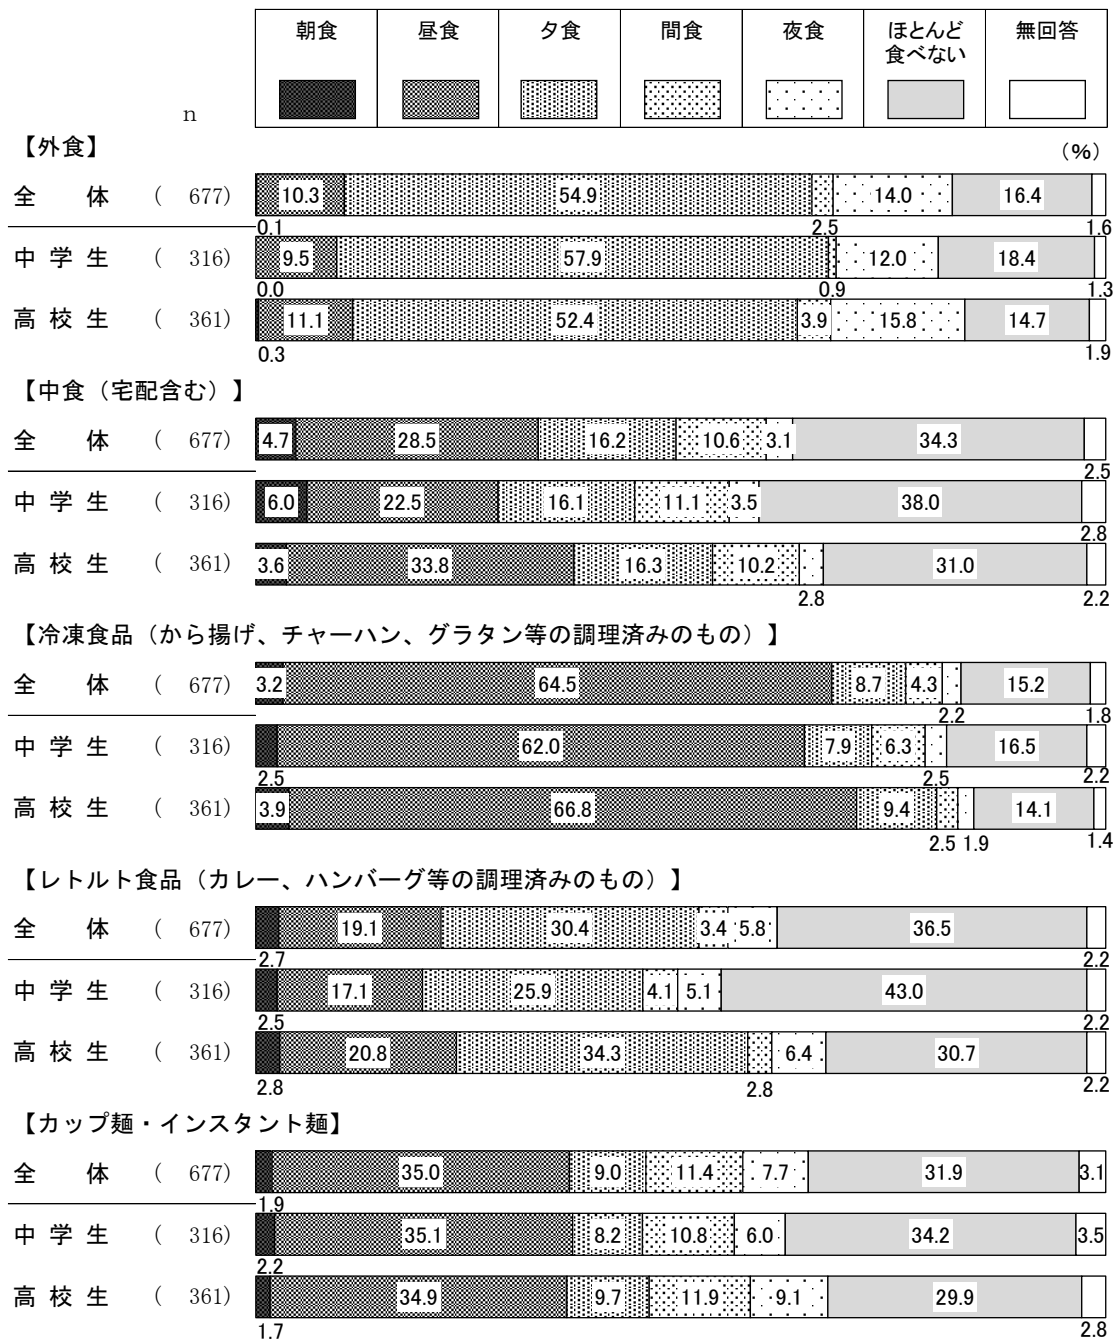 朝食 昼食 夕食 間食 夜食 ほとんど 無回答
食べない
n
【外食】 (%)
全 体 ( 677) 10.3 54.9 14.0 16.4
0.1 2.5 1.6
中 学 生 ( 316) 9.5 57.9 12.0 18.4
0.0 0.9 1.3
高 校 生 ( 361) 11.1 52.4 3.9 15.8 14.7
0.3 1.9
【中食（宅配含む）】
全 体 ( 677) 4.7 28.5 16.2 10.6 3.1 34.3
2.5
中 学 生 ( 316) 6.0 22.5 16.1 11.1 3.5 38.0
2.8
高 校 生 ( 361) 3.6 33.8 16.3 10.2 31.0
2.8 2.2
【冷凍食品（から揚げ、チャーハン、グラタン等の調理済みのもの）】
全 体 ( 677) 3.2 64.5 8.7 4.3 15.2
2.2 1.8
中 学 生 ( 316) 62.0 7.9 6.3 16.5
2.5 2.5 2.2
高 校 生 ( 361) 3.9 66.8 9.4 14.1
2.5 1.9 1.4
【レトルト食品（カレー、ハンバーグ等の調理済みのもの）】
全 体 ( 677) 19.1 30.4 3.4 5.8 36.5
2.7 2.2
中 学 生 ( 316) 17.1 25.9 4.1 5.1 43.0
2.5 2.2
高 校 生 ( 361) 20.8 34.3 6.4 30.7
2.8 2.8 2.2
【カップ麺・インスタント麺】
全 体 ( 677) 35.0 9.0 11.4 7.7 31.9 3.1
1.9
中 学 生 ( 316) 35.1 8.2 10.8 6.0 34.2 3.5
2.2
高 校 生 ( 361) 34.9 9.7 11.9 9.1 29.9
1.7 2.8